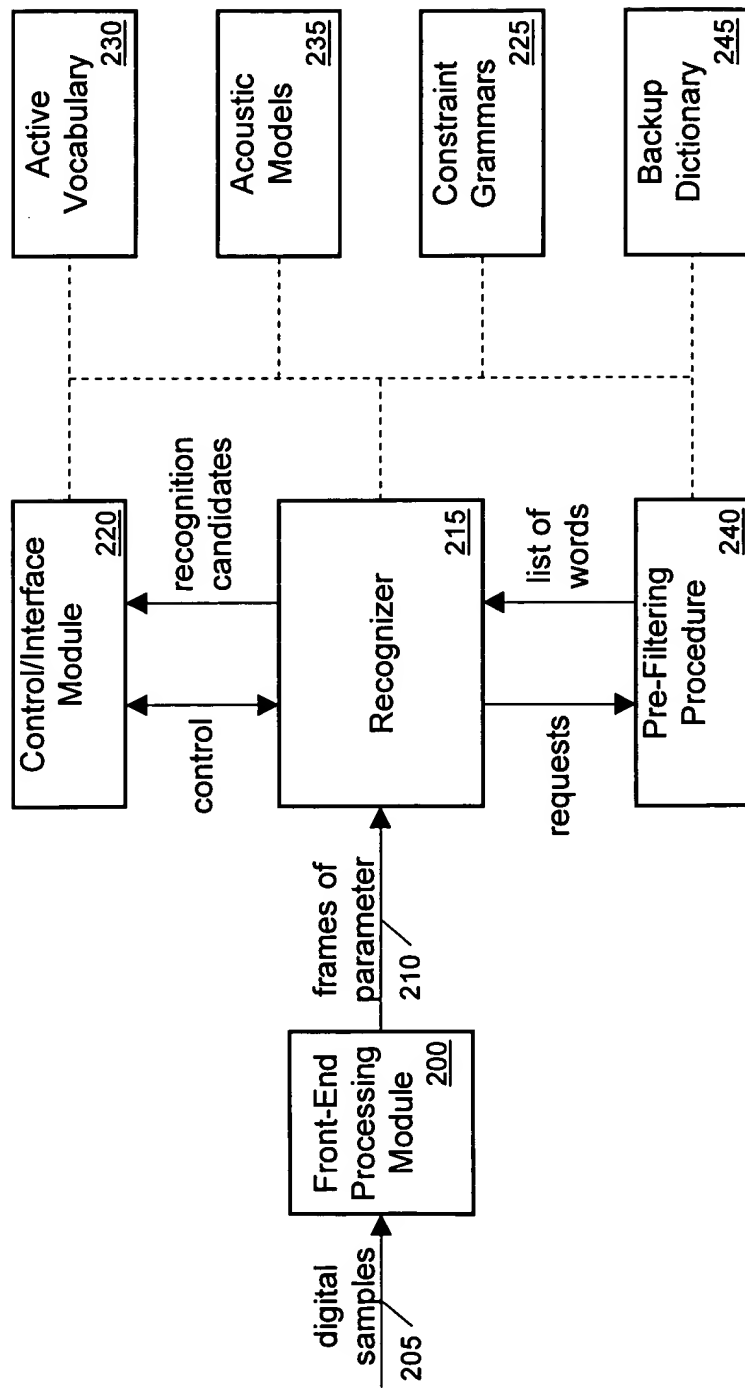 digital
samples
205
Front-End
Processing
Module
200
frames of
parameter
210
Control/Interface
Module
220
control
recognition
candidates
Recognizer
215
requests
list of
words
Pre-Filtering
Procedure
240
Active
Vocabulary
230
Acoustic
Models
235
Constraint
Grammars
225
Backup
Dictionary
245